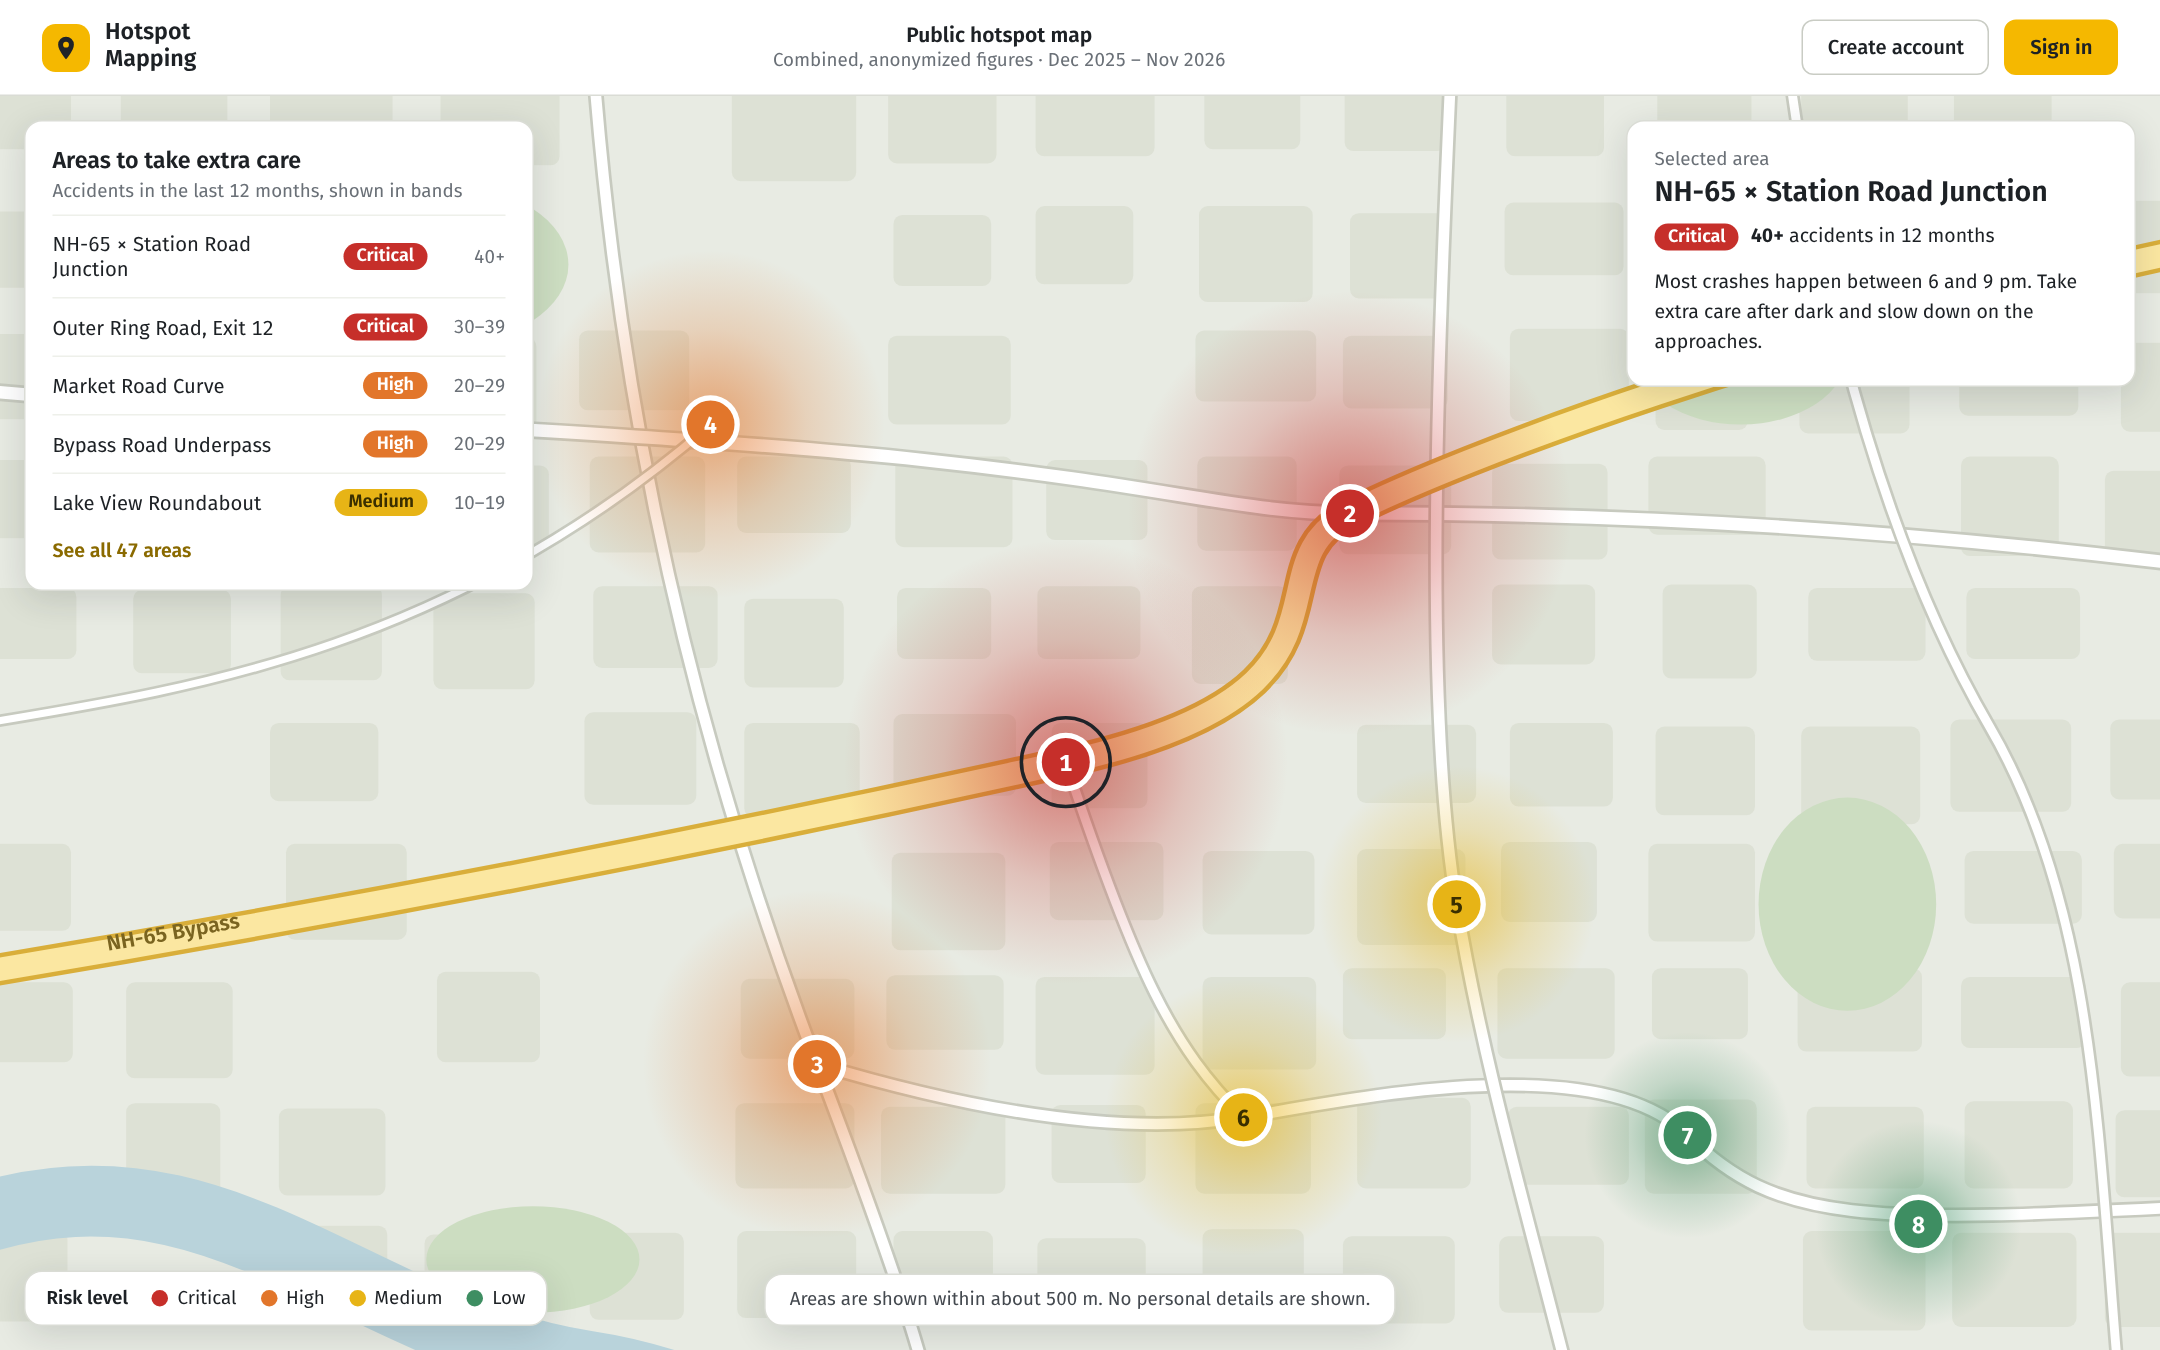 Hotspot
Mapping
Public hotspot map
Combined, anonymized figures · Dec 2025 – Nov 2026
Create account
Sign in
Areas to take extra care
Accidents in the last 12 months, shown in bands
NH-65 × Station Road
Junction
Critical
40+
Outer Ring Road, Exit 12
Critical
30–39
Market Road Curve
High
20–29
Bypass Road Underpass
High
20–29
Lake View Roundabout
Medium
10–19
See all 47 areas
Selected area
NH-65 × Station Road Junction
Critical
40+ accidents in 12 months
Most crashes happen between 6 and 9 pm. Take
extra care after dark and slow down on the
approaches.
4
2
1
5
NH-65 Bypass
3
6
7
8
Risk level
Critical
High
Medium
Low
Areas are shown within about 500 m. No personal details are shown.